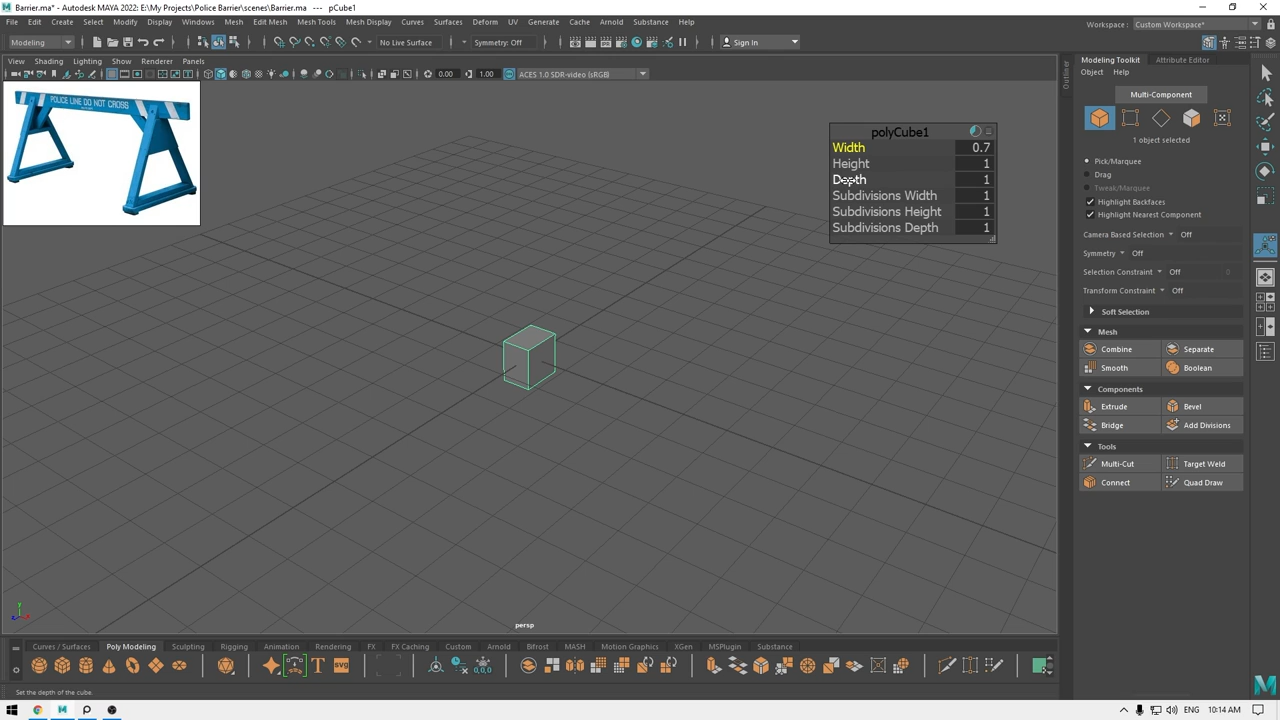 Barrier.ma* - Autodesk MAYA 2022: E:\My Projects\Police Barrier\scenes\Barrier.ma --- pCube1
File Edit Create Select Modify Display Windows Mesh Edit Mesh Mesh Tools Mesh Display Curves Surfaces Deform UV Generate Cache Arnold Substance Help
Workspace : Custom Workspace*
Modeling No Live Surface Symmetry: Off Sign In
View Shading Lighting Show Renderer Panels
0.00 1.00 ACES 1.0 SDR-video (sRGB)
POLICE LINE DO NOT CROSS
Outliner
polyCube1
Width 0.7
Height 1
Depth 1
Subdivisions Width 1
Subdivisions Height 1
Subdivisions Depth 1
persp
Modeling Toolkit Attribute Editor
Object Help
Multi-Component
1 object selected
Pick/Marquee
Drag
Tweak/Marquee
Highlight Backfaces
Highlight Nearest Component
Camera Based Selection Off
Symmetry Off
Selection Constraint Off 0
Transform Constraint Off
Soft Selection
Mesh
Combine Separate
Smooth Boolean
Components
Extrude Bevel
Bridge Add Divisions
Tools
Multi-Cut Target Weld
Connect Quad Draw
Curves / Surfaces Poly Modeling Sculpting Rigging Animation Rendering FX FX Caching Custom Arnold Bifrost MASH Motion Graphics XGen MSPlugin Substance
T SVG 0,0,0
Set the depth of the cube.
ENG 10:14 AM